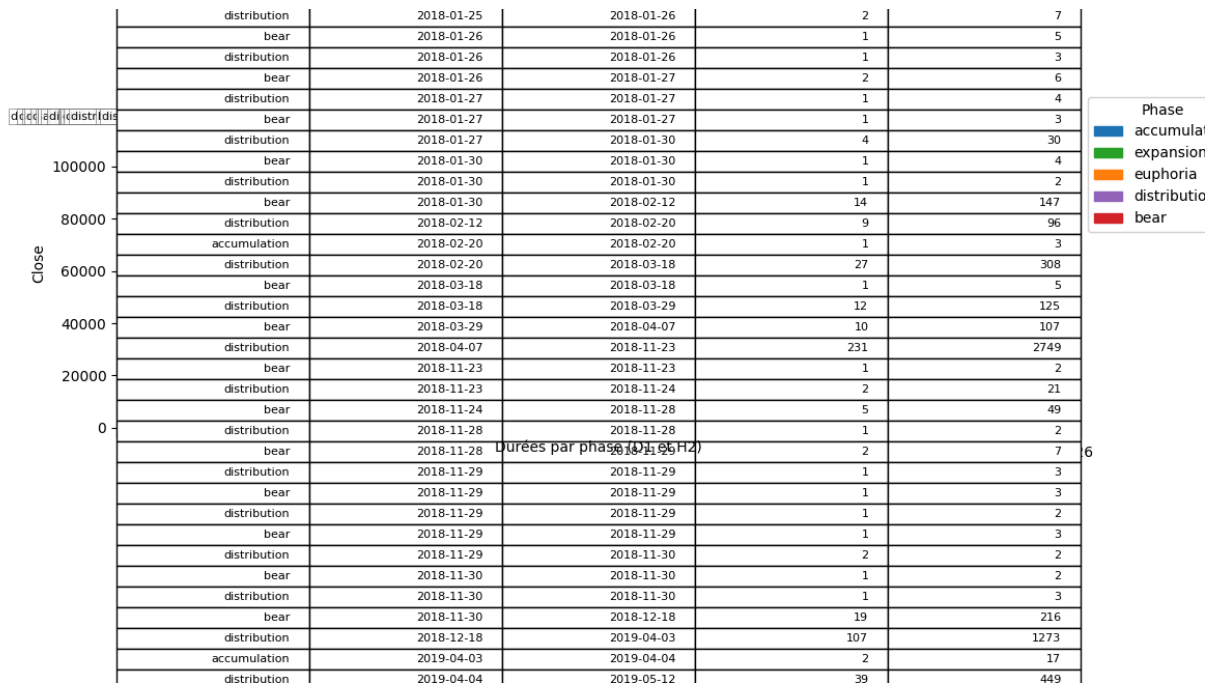 distribution 2018-01-25 2018-01-26 2 7
bear 2018-01-26 2018-01-26 1 5
distribution 2018-01-26 2018-01-26 1 3
bear 2018-01-26 2018-01-27 2 6
distribution 2018-01-27 2018-01-27 1 4
bear 2018-01-27 2018-01-27 1 3
distribution 2018-01-27 2018-01-30 4 30
bear 2018-01-30 2018-01-30 1 4
distribution 2018-01-30 2018-01-30 1 2
bear 2018-01-30 2018-02-12 14 147
distribution 2018-02-12 2018-02-20 9 96
accumulation 2018-02-20 2018-02-20 1 3
distribution 2018-02-20 2018-03-18 27 308
bear 2018-03-18 2018-03-18 1 5
distribution 2018-03-18 2018-03-29 12 125
bear 2018-03-29 2018-04-07 10 107
distribution 2018-04-07 2018-11-23 231 2749
bear 2018-11-23 2018-11-23 1 2
distribution 2018-11-23 2018-11-24 2 21
bear 2018-11-24 2018-11-28 5 49
distribution 2018-11-28 2018-11-28 1 2
Durées par phase (D1 et H2)
bear 2018-11-28 2018-11-29 2 7
distribution 2018-11-29 2018-11-29 1 3
bear 2018-11-29 2018-11-29 1 3
distribution 2018-11-29 2018-11-29 1 2
bear 2018-11-29 2018-11-29 1 3
distribution 2018-11-29 2018-11-30 2 2
bear 2018-11-30 2018-11-30 1 2
distribution 2018-11-30 2018-11-30 1 3
bear 2018-11-30 2018-12-18 19 216
distribution 2018-12-18 2019-04-03 107 1273
accumulation 2019-04-03 2019-04-04 2 17
distribution 2019-04-04 2019-05-12 39 449
Close
100000
80000
60000
40000
20000
0
Phase
accumulat
expansion
euphoria
distributio
bear